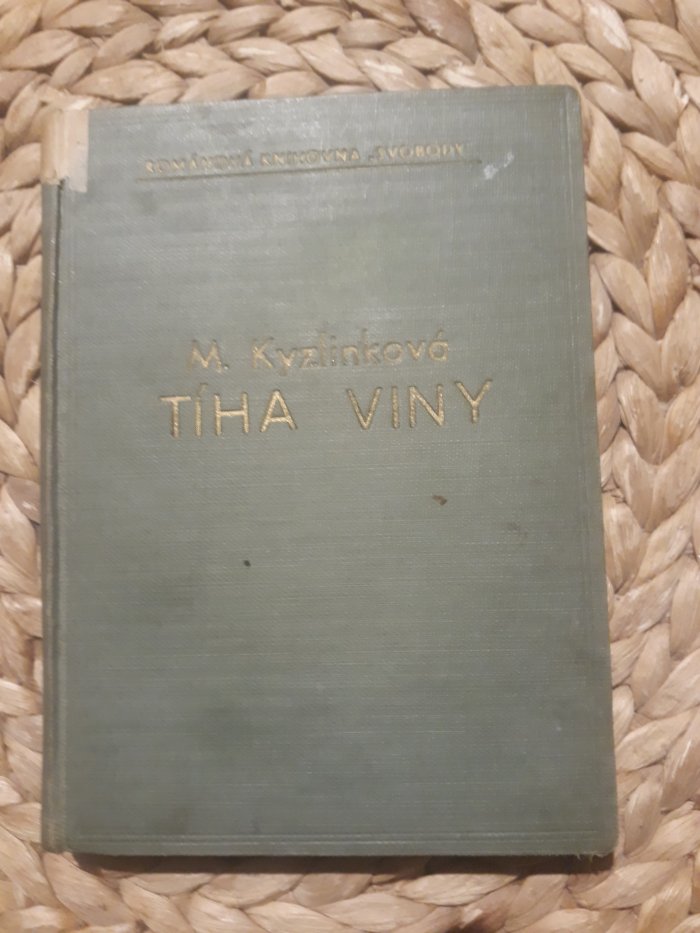 ROMÁNOVÁ KNIHOVNA „SVOBODY"
M. Kyzlinková
TÍHA VINY